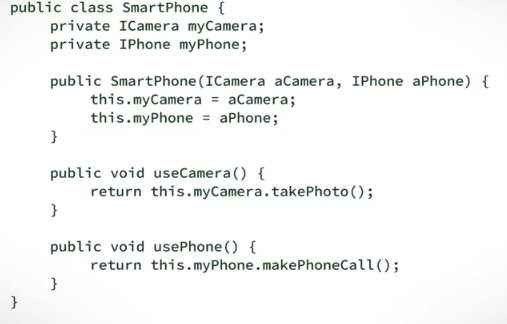 public class SmartPhone {
    private ICamera myCamera;
    private IPhone myPhone;

    public SmartPhone(ICamera aCamera, IPhone aPhone) {
        this.myCamera = aCamera;
        this.myPhone = aPhone;
    }

    public void useCamera() {
        return this.myCamera.takePhoto();
    }

    public void usePhone() {
        return this.myPhone.makePhoneCall();
    }
}